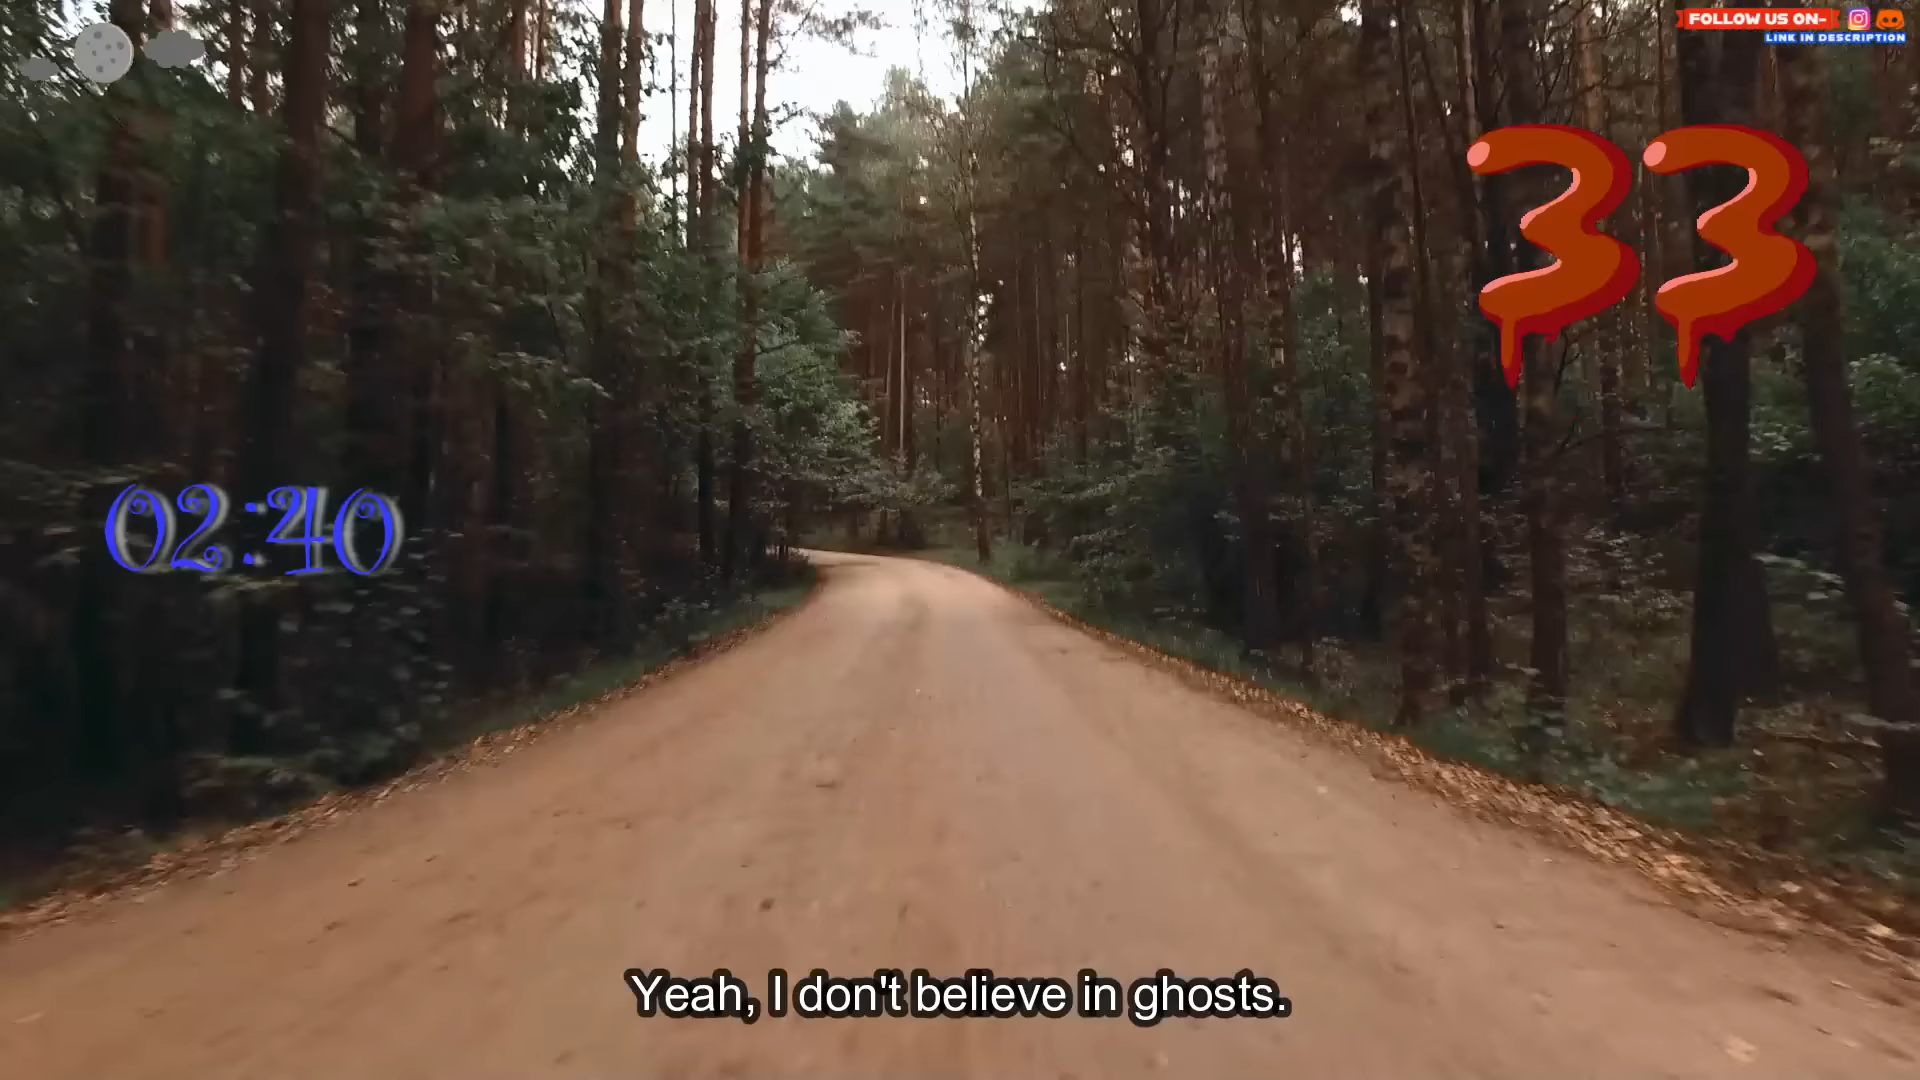 FOLLOW US ON-
LINK IN DESCRIPTION
33
02:40
Yeah, I don't believe in ghosts.